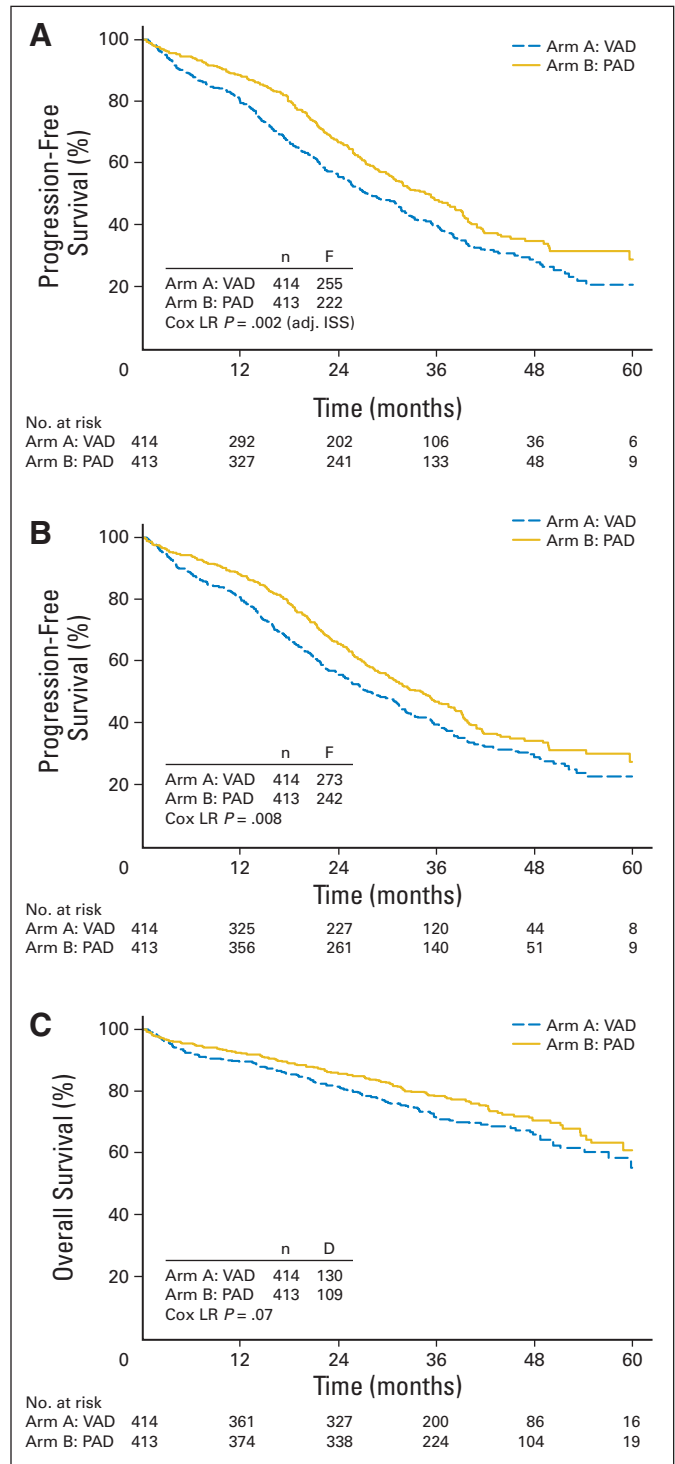 A
Arm A: VAD
Arm B: PAD
Progression-Free
Survival (%)
100
80
60
40
20
0
n F
Arm A: VAD 414 255
Arm B: PAD 413 222
Cox LR P = .002 (adj. ISS)
12 24 36 48 60
Time (months)
No. at risk
Arm A: VAD 414 292 202 106 36 6
Arm B: PAD 413 327 241 133 48 9
B
Arm A: VAD
Arm B: PAD
Progression-Free
Survival (%)
100
80
60
40
20
0
n F
Arm A: VAD 414 273
Arm B: PAD 413 242
Cox LR P = .008
12 24 36 48 60
Time (months)
No. at risk
Arm A: VAD 414 325 227 120 44 8
Arm B: PAD 413 356 261 140 51 9
C
Arm A: VAD
Arm B: PAD
Overall Survival (%)
100
80
60
40
20
0
n D
Arm A: VAD 414 130
Arm B: PAD 413 109
Cox LR P = .07
12 24 36 48 60
Time (months)
No. at risk
Arm A: VAD 414 361 327 200 86 16
Arm B: PAD 413 374 338 224 104 19